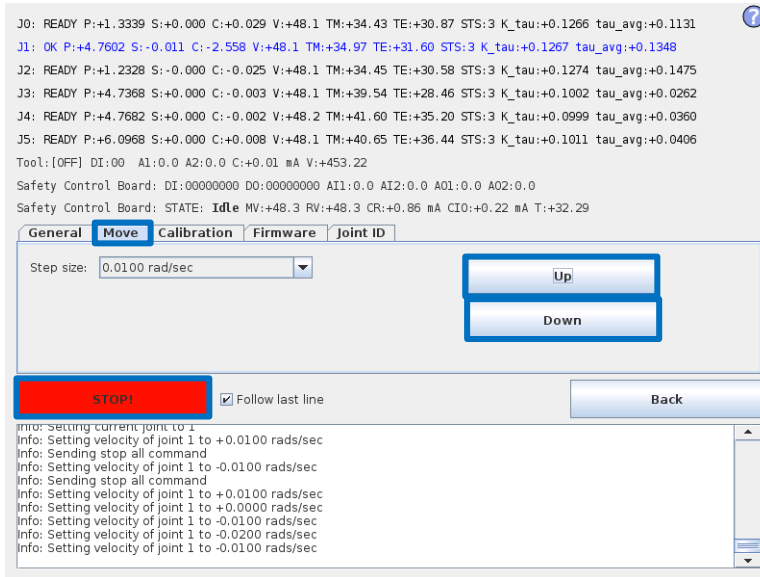 J0: READY P:+1.3339 S:+0.000 C:+0.029 V:+48.1 TM:+34.43 TE:+30.87 STS:3 K_tau:+0.1266 tau_avg:+0.1131
?
J1: OK P:+4.7602 S:-0.011 C:-2.558 V:+48.1 TM:+34.97 TE:+31.60 STS:3 K_tau:+0.1267 tau_avg:+0.1348
J2: READY P:+1.2328 S:-0.000 C:-0.025 V:+48.1 TM:+34.45 TE:+30.58 STS:3 K_tau:+0.1274 tau_avg:+0.1475
J3: READY P:+4.7368 S:+0.000 C:-0.003 V:+48.1 TM:+39.54 TE:+28.46 STS:3 K_tau:+0.1002 tau_avg:+0.0262
J4: READY P:+4.7682 S:+0.000 C:-0.002 V:+48.2 TM:+41.60 TE:+35.20 STS:3 K_tau:+0.0999 tau_avg:+0.0360
J5: READY P:+6.0968 S:+0.000 C:+0.008 V:+48.1 TM:+40.65 TE:+36.44 STS:3 K_tau:+0.1011 tau_avg:+0.0406
Tool:[OFF] DI:00 A1:0.0 A2:0.0 C:+0.01 mA V:+453.22
Safety Control Board: DI:00000000 DO:00000000 AI1:0.0 AI2:0.0 AO1:0.0 AO2:0.0
Safety Control Board: STATE: Idle MV:+48.3 RV:+48.3 CR:+0.86 mA CIO:+0.22 mA T:+32.29
General Move Calibration Firmware Joint ID
Step size: 0.0100 rad/sec
Up
Down
STOP!
Follow last line
Back
Info: Setting current joint to 1
Info: Setting velocity of joint 1 to +0.0100 rads/sec
Info: Sending stop all command
Info: Setting velocity of joint 1 to -0.0100 rads/sec
Info: Sending stop all command
Info: Setting velocity of joint 1 to +0.0100 rads/sec
Info: Setting velocity of joint 1 to +0.0000 rads/sec
Info: Setting velocity of joint 1 to -0.0100 rads/sec
Info: Setting velocity of joint 1 to -0.0200 rads/sec
Info: Setting velocity of joint 1 to -0.0100 rads/sec